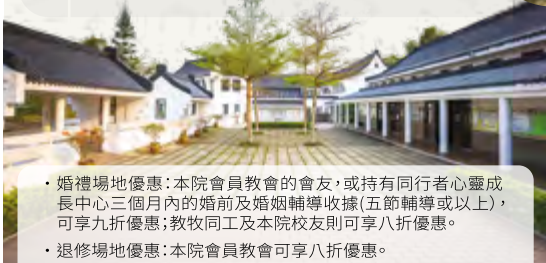 ・婚禮場地優惠：本院會員教會的會友，或持有同行者心靈成
長中心三個月內的婚前及婚姻輔導收據(五節輔導或以上)，
可享九折優惠；教牧同工及本院校友則可享八折優惠。
・退修場地優惠：本院會員教會可享八折優惠。